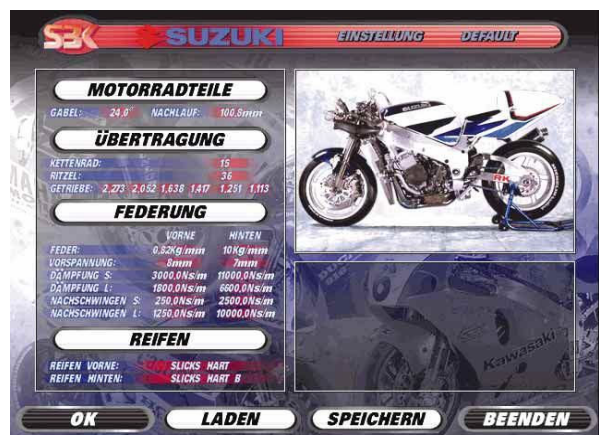 SBK SUZUKI EINSTELLUNG DEFAULT
MOTORRADTEILE
GABEL: 24,0° NACHLAUF: 100,8mm
ÜBERTRAGUNG
KETTENRAD: 15
RITZEL: 36
GETRIEBE: 2,273 2,052 1,638 1,417 1,251 1,113
FEDERUNG
VORNE HINTEN
FEDER: 0,82Kg/mm 10Kg/mm
VORSPANNUNG: 8mm 7mm
DÄMPFUNG S: 3000,0Ns/m 11000,0Ns/m
DÄMPFUNG L: 1800,0Ns/m 6600,0Ns/m
NACHSCHWINGEN S: 250,0Ns/m 2500,0Ns/m
NACHSCHWINGEN L: 1250,0Ns/m 10000,0Ns/m
REIFEN
REIFEN VORNE: SLICKS HART
REIFEN HINTEN: SLICKS HART B
SUZUKI
RK
Kawasaki
OK LADEN SPEICHERN BEENDEN